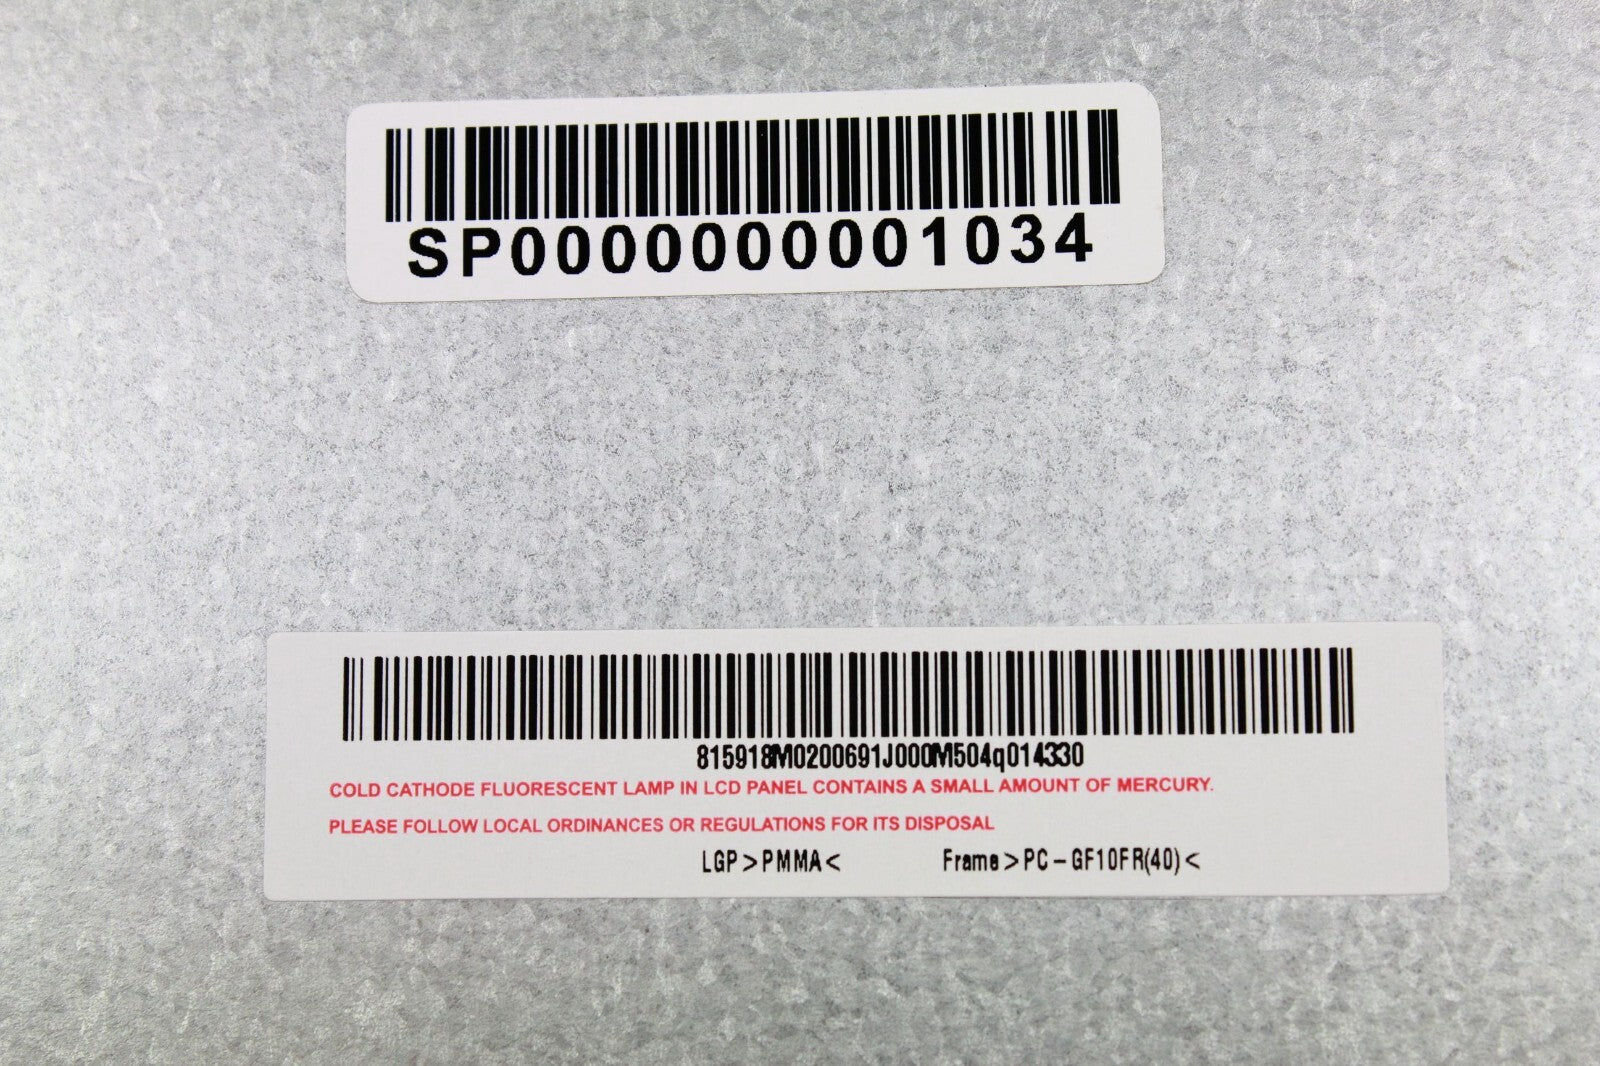 SP0000000001034
815918M0200691J000M504q014330
COLD CATHODE FLUORESCENT LAMP IN LCD PANEL CONTAINS A SMALL AMOUNT OF MERCURY.
PLEASE FOLLOW LOCAL ORDINANCES OR REGULATIONS FOR ITS DISPOSAL
LGP>PMMA< Frame>PC-GF10FR(40)<